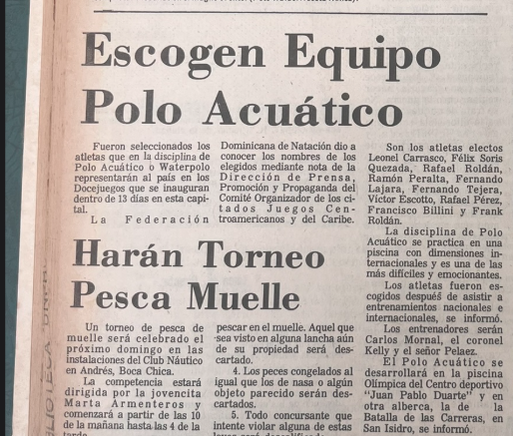 Escogen Equipo
Polo Acuático
Fueron seleccionados los
atletas que en la disciplina de
Polo Acuático o Waterpolo
representarán al país en los
Docejuegos que se inauguran
dentro de 13 días en esta capi-
tal.
La Federación
Dominicana de Natación dio a
conocer los nombres de los
elegidos mediante nota de la
Dirección de Prensa,
Promoción y Propaganda del
Comité Organizador de los ci-
tados Juegos Cen-
troamericanos y del Caribe.
Son los atletas electos
Leonel Carrasco, Félix Soris
Quezada, Rafael Roldán,
Ramón Peralta, Fernando
Lajara, Fernando Tejera,
Víctor Escotto, Rafael Pérez,
Francisco Billini y Frank
Roldán.
La disciplina de Polo
Acuático se practica en una
piscina con dimensiones in-
ternacionales y es una de las
más difíciles y emocionantes.
Los atletas fueron es-
cogidos después de asistir a
entrenamientos nacionales e
internacionales, se informó.
Los entrenadores serán
Carlos Mornal, el coronel
Kelly y el señor Pelaez.
El Polo Acuático se
desarrollará en la piscina
Olímpica del Centro deportivo
"Juan Pablo Duarte" y en
otra alberca, la de la
Batalla de las Carreras, en
San Isidro, se informó.
Harán Torneo
Pesca Muelle
Un torneo de pesca de
muelle será celebrado el
próximo domingo en las
instalaciones del Club Náutico
en Andrés, Boca Chica.
La competencia estará
dirigida por la jovencita
Marta Armenteros y
comenzará a partir de las 10
de la mañana hasta las 4 de la
tarde.
pescar en el muelle. Aquel que
sea visto en alguna lancha aún
de su propiedad será des-
cartado.
4. Los peces congelados al
igual que los de nasa o algún
objeto parecido serán des-
cartados.
5. Todo concursante que
intente violar alguna de estas